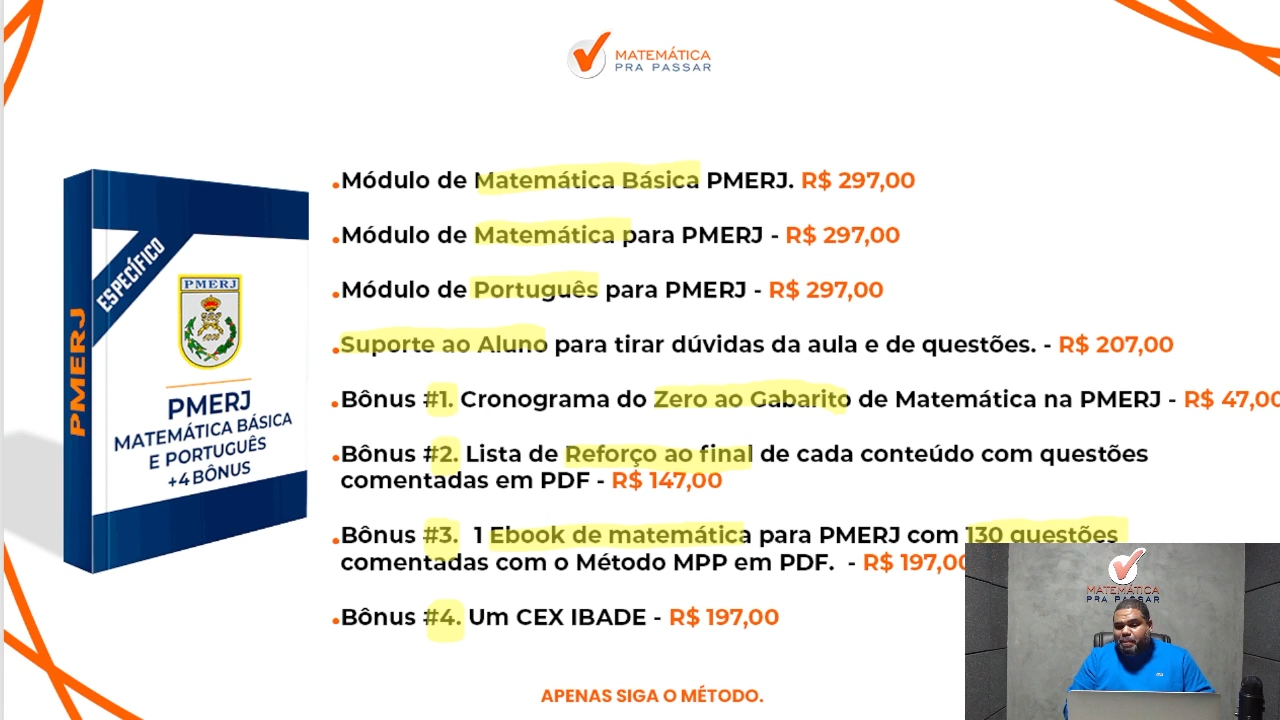 MATEMÁTICA
PRA PASSAR
.Módulo de Matemática Básica PMERJ. R$ 297,00
.Módulo de Matemática para PMERJ - R$ 297,00
.Módulo de Português para PMERJ - R$ 297,00
.Suporte ao Aluno para tirar dúvidas da aula e de questões. - R$ 207,00
.Bônus #1. Cronograma do Zero ao Gabarito de Matemática na PMERJ - R$ 47,00
.Bônus #2. Lista de Reforço ao final de cada conteúdo com questões
comentadas em PDF - R$ 147,00
.Bônus #3. 1 Ebook de matemática para PMERJ com 130 questões
comentadas com o Método MPP em PDF. - R$ 197,00
.Bônus #4. Um CEX IBADE - R$ 197,00
APENAS SIGA O MÉTODO.
PMERJ
ESPECÍFICO
PMERJ
PMERJ
MATEMÁTICA BÁSICA
E PORTUGUÊS
+4 BÔNUS
MATEMÁTICA
PRA PASSAR